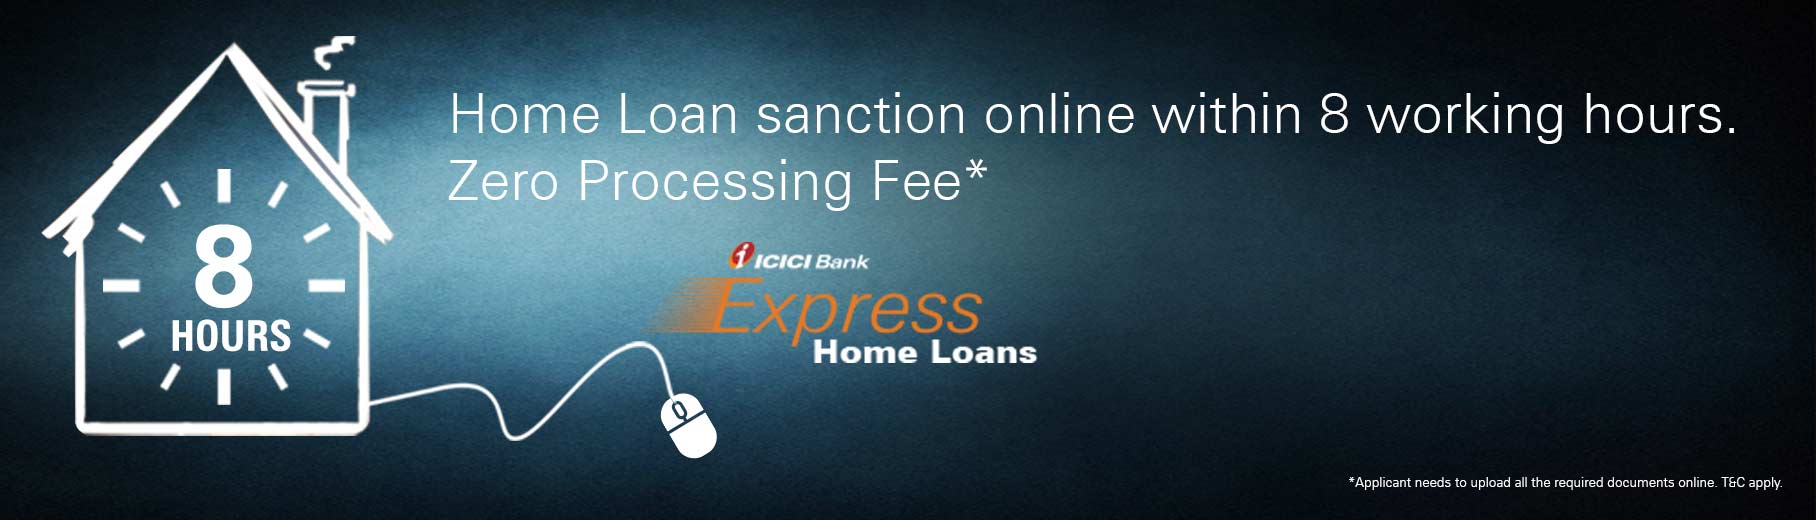 Home Loan sanction online within 8 working hours.
Zero Processing Fee*
8
HOURS
i ICICI Bank
Express
Home Loans
*Applicant needs to upload all the required documents online. T&C apply.